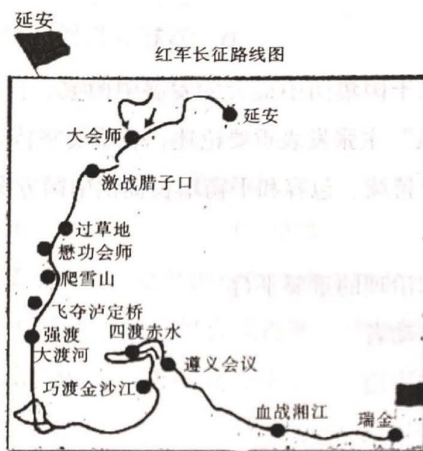 延安
红军长征路线图
延安
大会师
激战腊子口
过草地
懋功会师
爬雪山
飞夺泸定桥
四渡赤水
强渡
大渡河
遵义会议
巧渡金沙江
血战湘江
瑞金